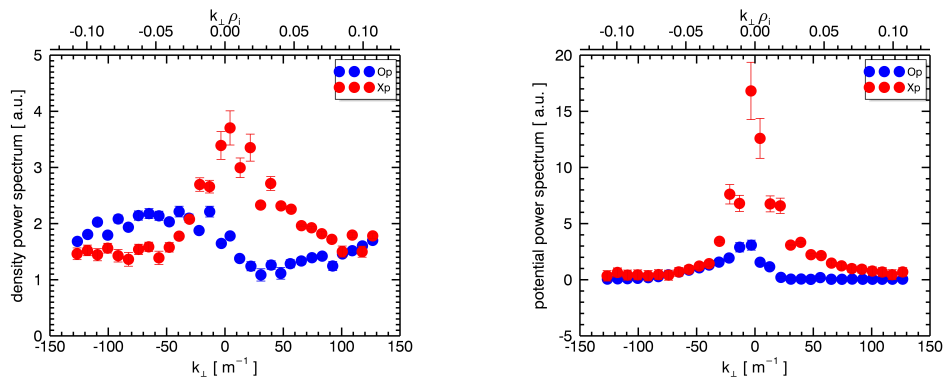 k⊥ρi
-0.10 -0.05 0.00 0.05 0.10
5
4
3
2
1
0
density power spectrum [ a.u.]
Op
Xp
-150 -100 -50 0 50 100 150
k⊥ [ m⁻¹ ]
k⊥ρi
-0.10 -0.05 0.00 0.05 0.10
20
15
10
5
0
-5
potential power spectrum [ a.u.]
Op
Xp
-150 -100 -50 0 50 100 150
k⊥ [ m⁻¹ ]